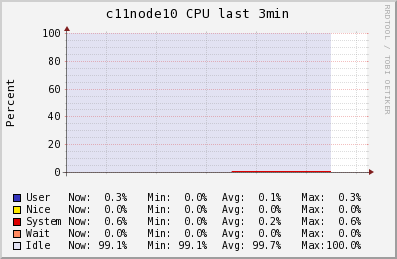 c11node10 CPU last 3min
RRDTOOL / TOBI OETIKER
Percent
100
80
60
40
20
0
User Now: 0.3% Min: 0.0% Avg: 0.1% Max: 0.3%
Nice Now: 0.0% Min: 0.0% Avg: 0.0% Max: 0.0%
System Now: 0.6% Min: 0.0% Avg: 0.2% Max: 0.6%
Wait Now: 0.0% Min: 0.0% Avg: 0.0% Max: 0.0%
Idle Now: 99.1% Min: 99.1% Avg: 99.7% Max:100.0%